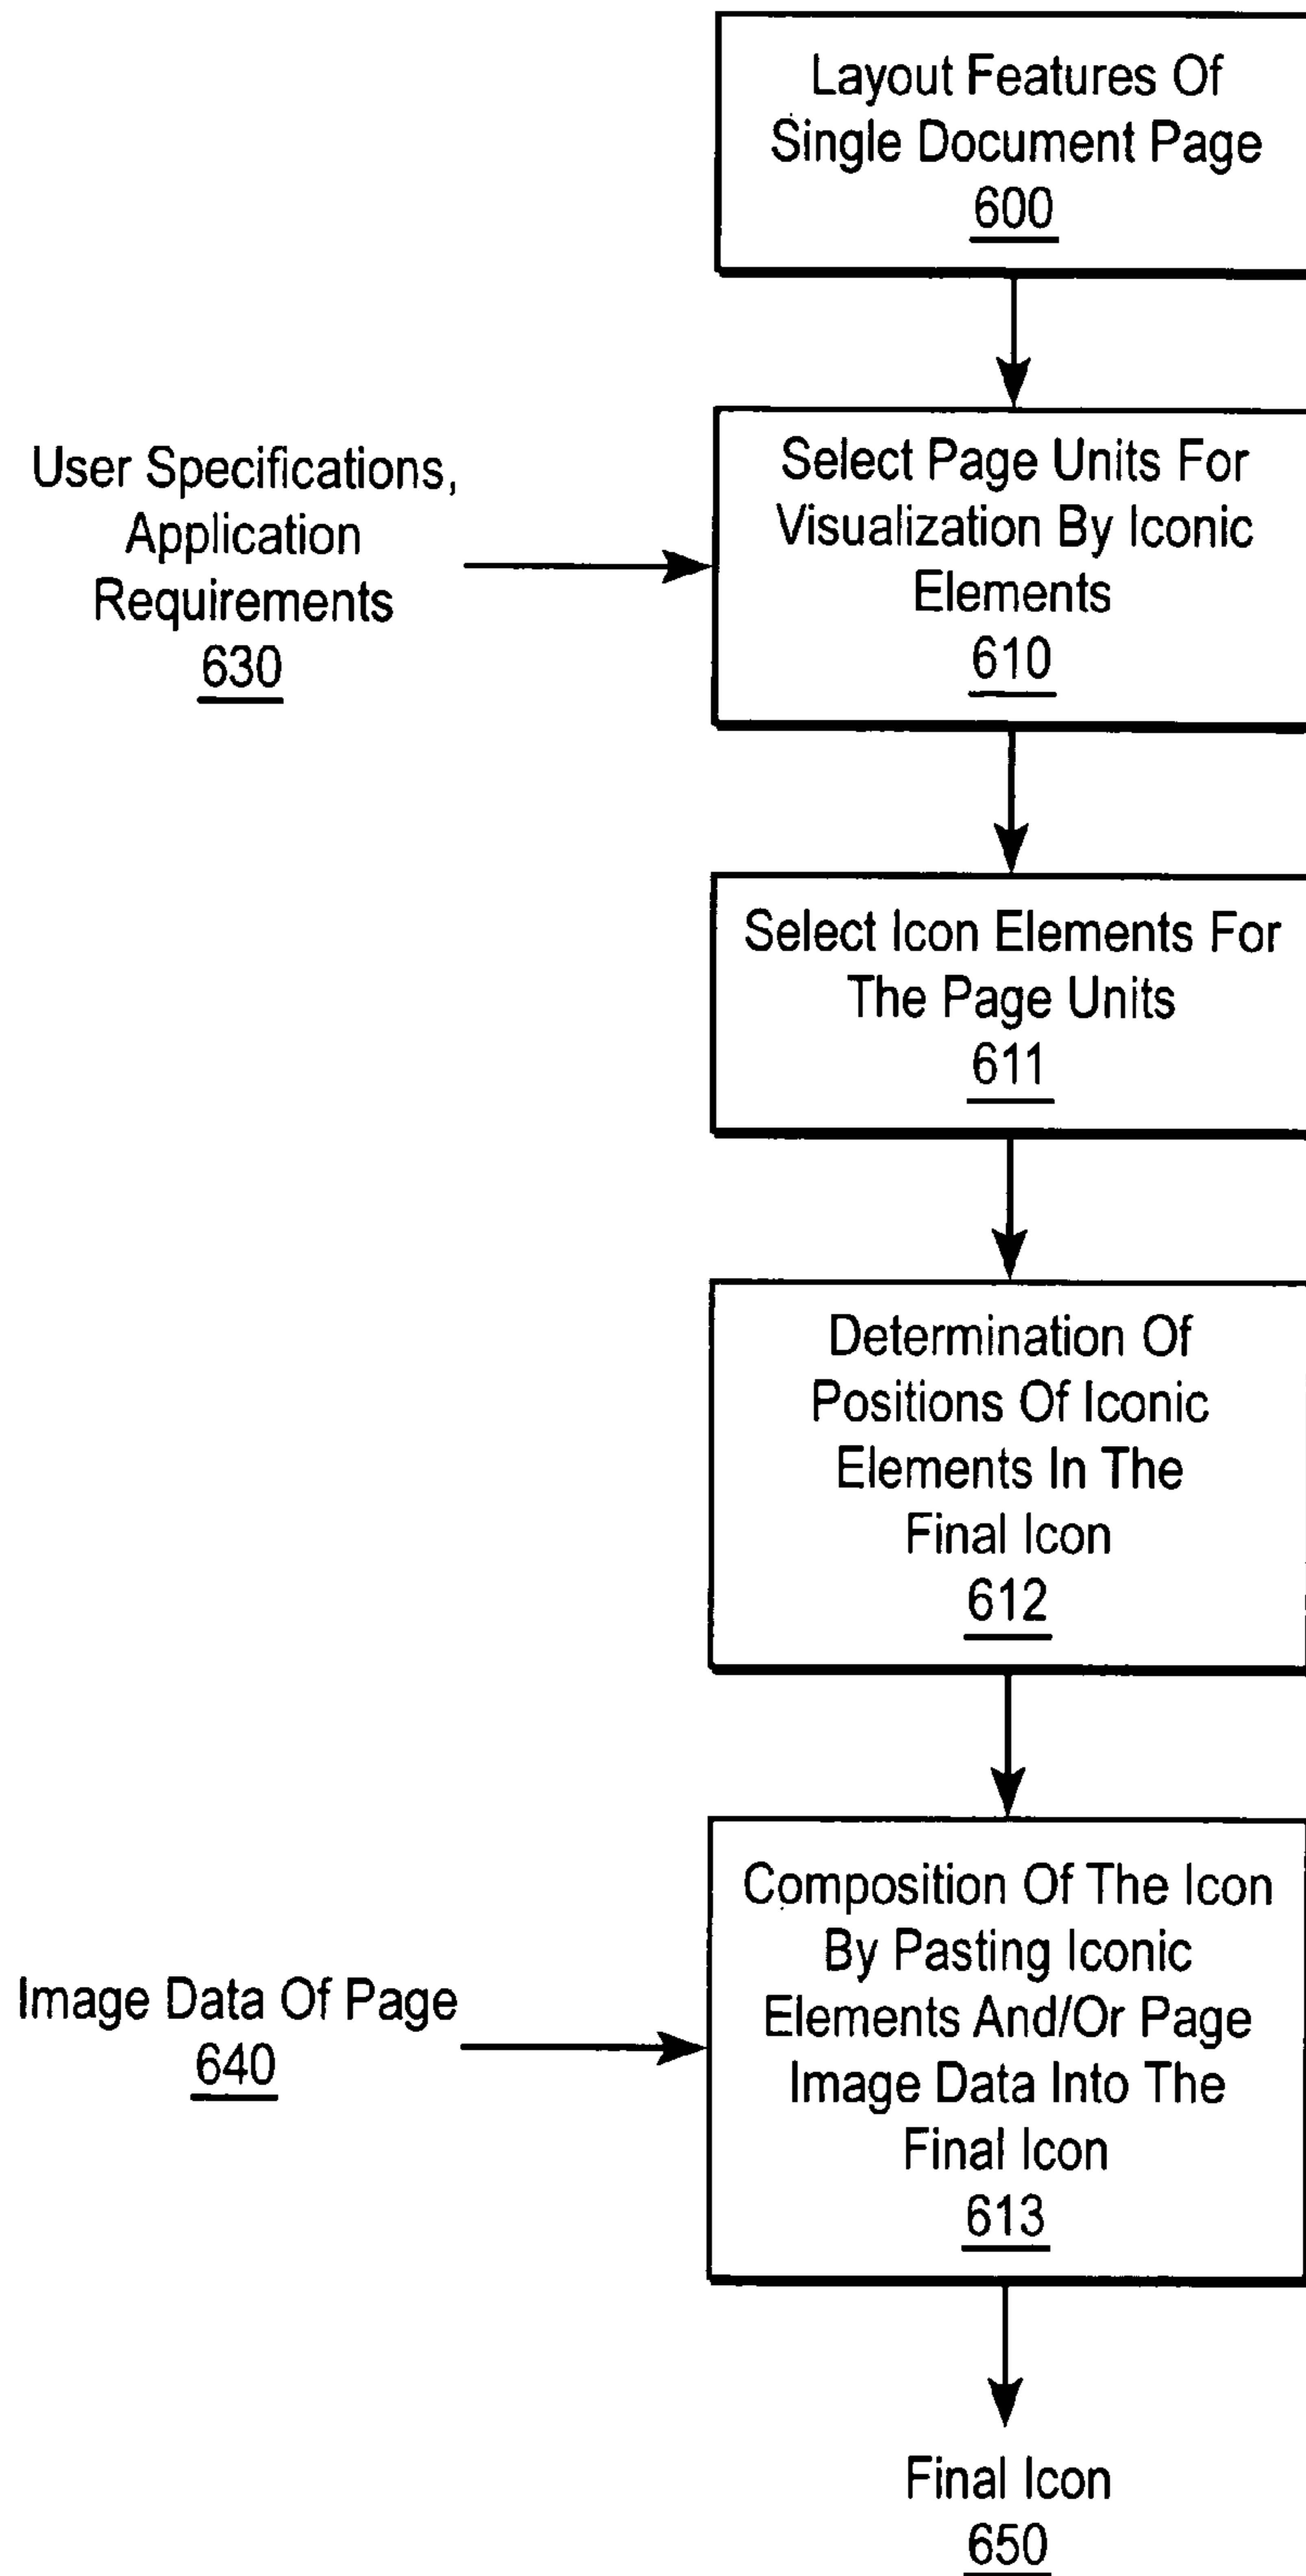 Layout Features Of
Single Document Page
600
User Specifications,
Application
Requirements
630
Select Page Units For
Visualization By Iconic
Elements
610
Select Icon Elements For
The Page Units
611
Determination Of
Positions Of Iconic
Elements In The
Final Icon
612
Image Data Of Page
640
Composition Of The Icon
By Pasting Iconic
Elements And/Or Page
Image Data Into The
Final Icon
613
Final Icon
650